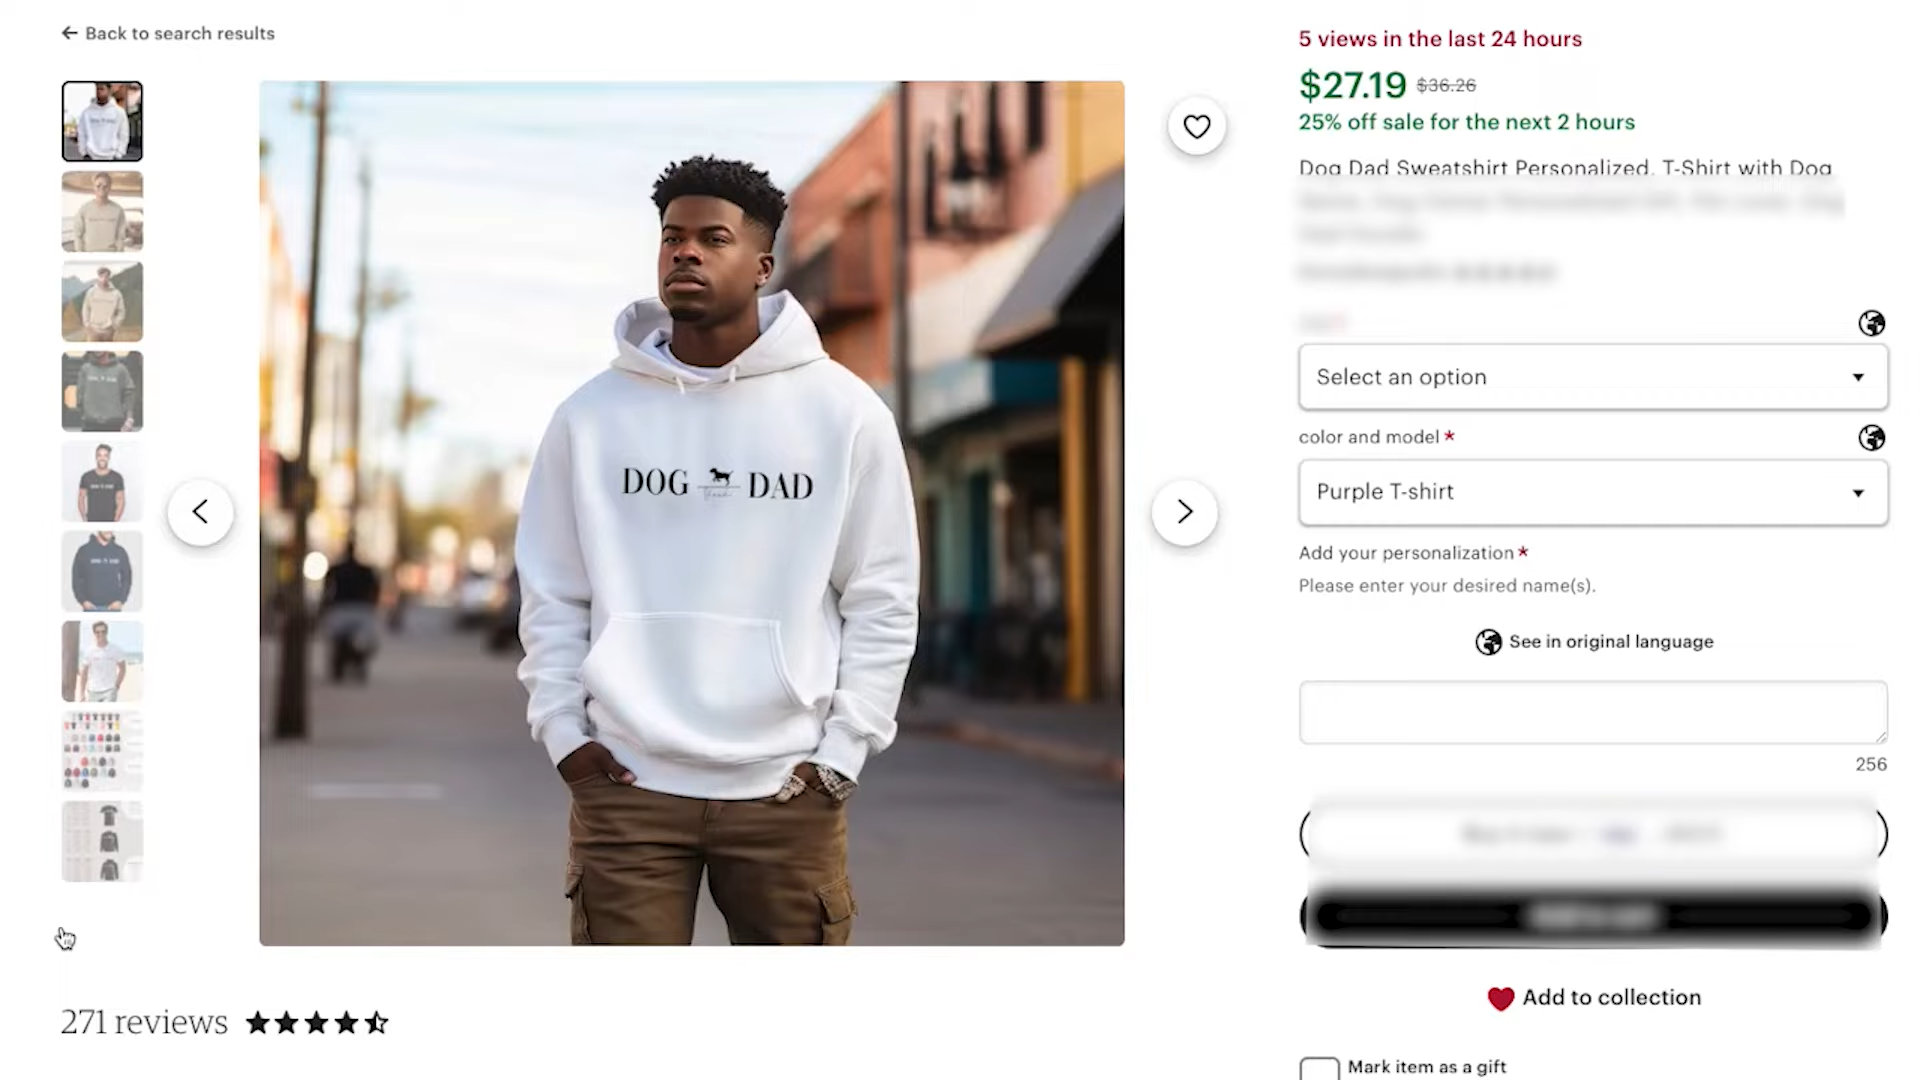 Back to search results
5 views in the last 24 hours
$27.19 $36.26
25% off sale for the next 2 hours
Dog Dad Sweatshirt Personalized, T-Shirt with Dog
Select an option
color and model *
Purple T-shirt
Add your personalization *
Please enter your desired name(s).
See in original language
256
DOG DAD
Add to collection
271 reviews
Mark item as a gift